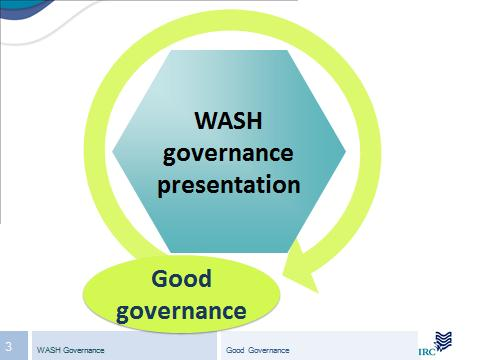 WASH
governance
presentation
Good
governance
3
WASH Governance
Good Governance
IRC